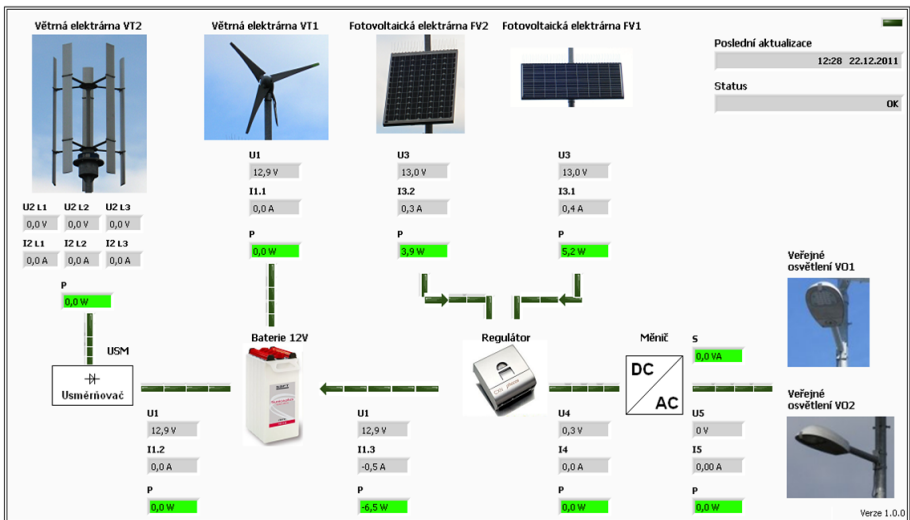 Větrná elektrárna VT2
Větrná elektrárna VT1
Fotovoltaická elektrárna FV2
Fotovoltaická elektrárna FV1
Poslední aktualizace
12:28 22.12.2011
Status
OK
U1
12,9 V
I1.1
0,0 A
P
0,0 W
U3
13,0 V
I3.2
0,3 A
P
3,9 W
U3
13,0 V
I3.1
0,4 A
P
5,2 W
U2 L1 U2 L2 U2 L3
0,0 V 0,0 V 0,0 V
I2 L1 I2 L2 I2 L3
0,0 A 0,0 A 0,0 A
P
0,0 W
USM
Usměrňovač
Baterie 12V
Regulátor
Měnič
DC
AC
S
0,0 VA
Veřejné
osvětlení VO1
Veřejné
osvětlení VO2
U1
12,9 V
I1.2
0,0 A
P
0,0 W
U1
12,9 V
I1.3
-0,5 A
P
-6,5 W
U4
0,3 V
I4
0,0 A
P
0,0 W
U5
0 V
I5
0,00 A
P
0,0 W
Verze 1.0.0